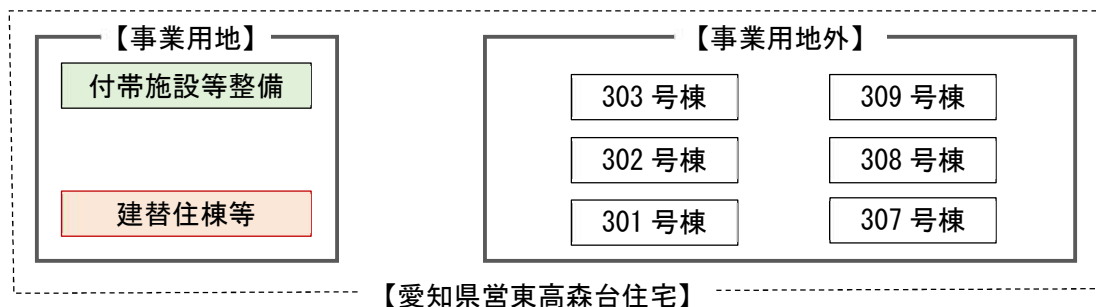 【事業用地】
付帯施設等整備
建替住棟等
【事業用地外】
303 号棟
309 号棟
302 号棟
308 号棟
301 号棟
307 号棟
【愛知県営東高森台住宅】